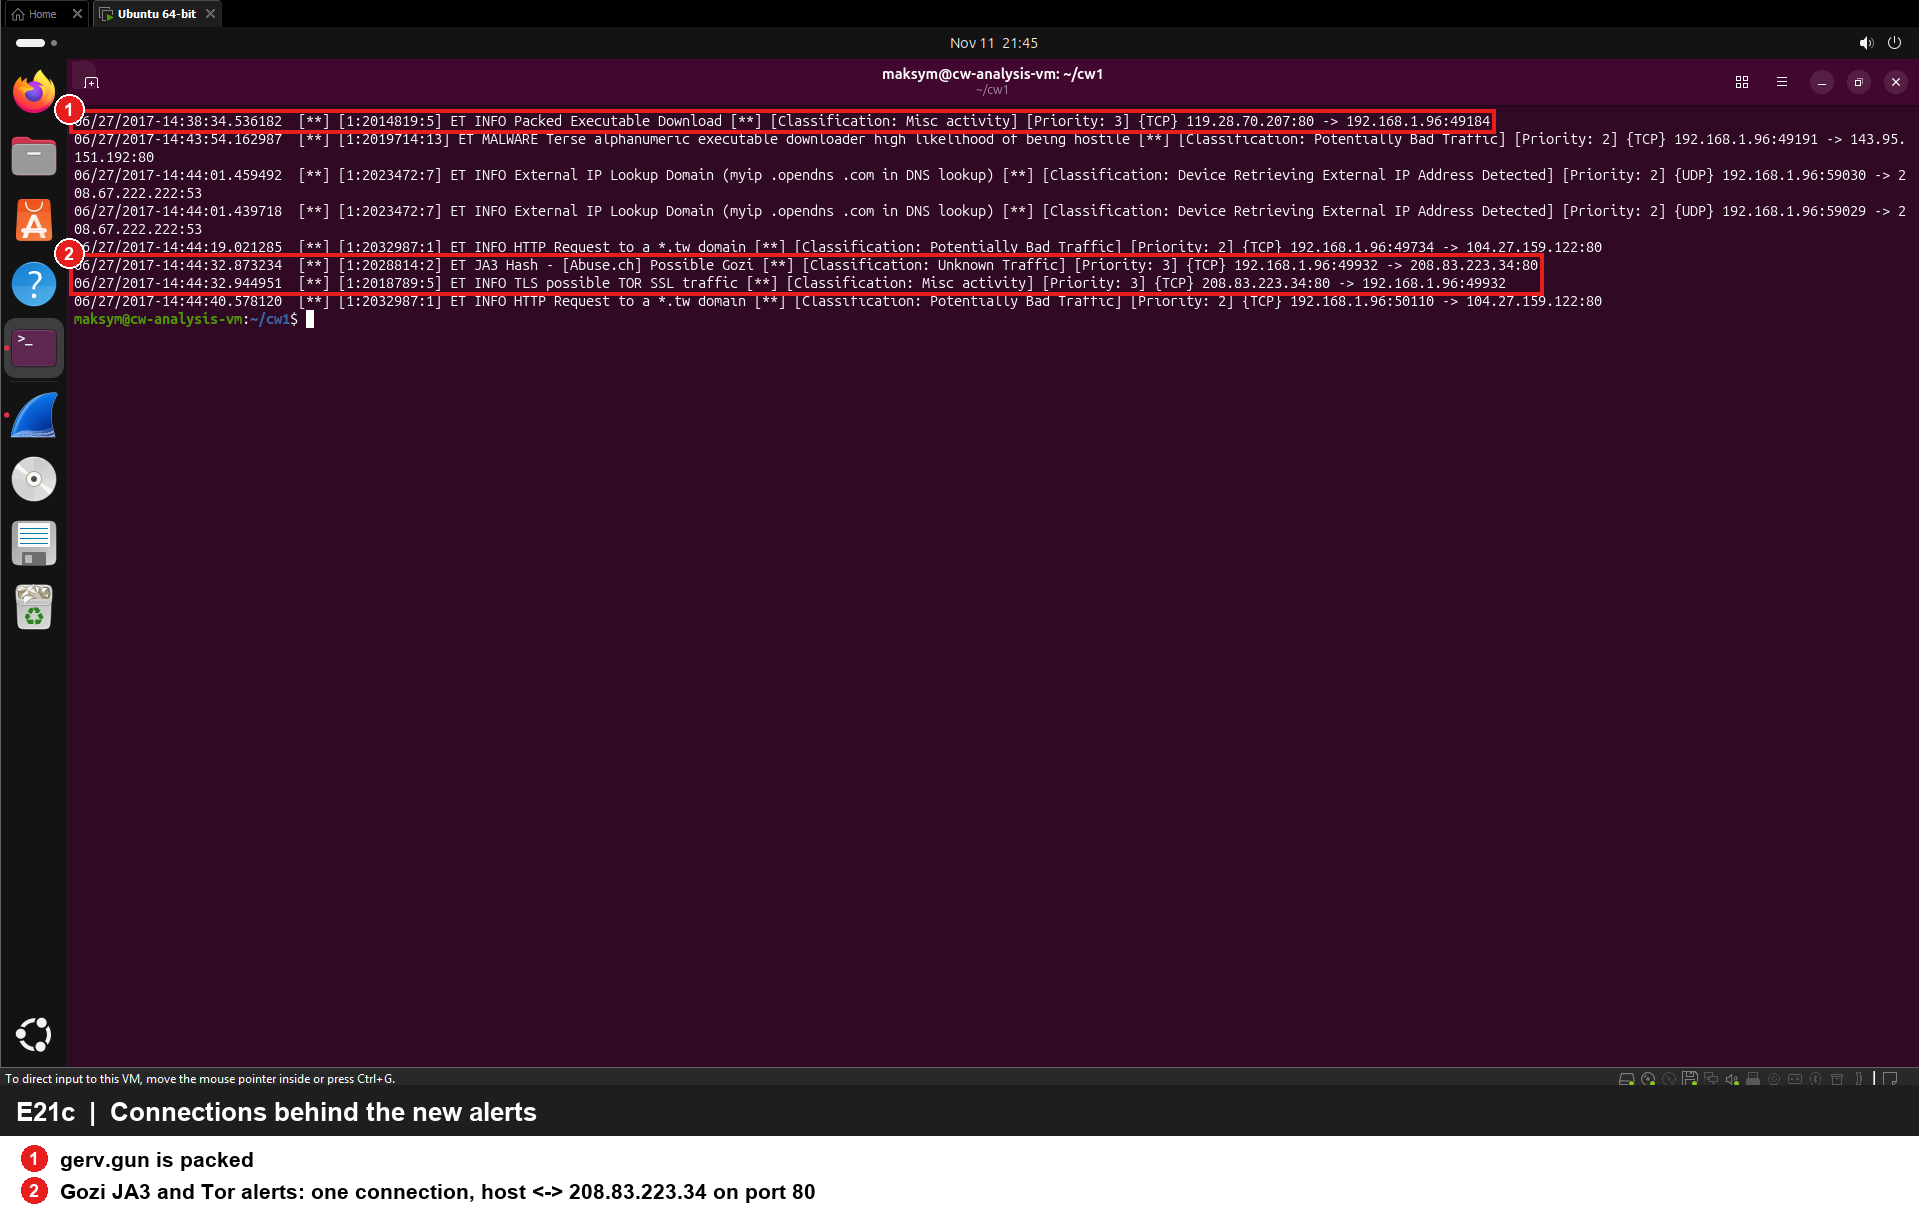 Home
Ubuntu 64-bit
Nov 11 21:45
maksym@cw-analysis-vm: ~/cw1
~/cw1
1
06/27/2017-14:38:34.536182 [**] [1:2014819:5] ET INFO Packed Executable Download [**] [Classification: Misc activity] [Priority: 3] {TCP} 119.28.70.207:80 -> 192.168.1.96:49184
06/27/2017-14:43:54.162987 [**] [1:2019714:13] ET MALWARE Terse alphanumeric executable downloader high likelihood of being hostile [**] [Classification: Potentially Bad Traffic] [Priority: 2] {TCP} 192.168.1.96:49191 -> 143.95.
151.192:80
06/27/2017-14:44:01.459492 [**] [1:2023472:7] ET INFO External IP Lookup Domain (myip .opendns .com in DNS lookup) [**] [Classification: Device Retrieving External IP Address Detected] [Priority: 2] {UDP} 192.168.1.96:59030 -> 2
08.67.222.222:53
06/27/2017-14:44:01.439718 [**] [1:2023472:7] ET INFO External IP Lookup Domain (myip .opendns .com in DNS lookup) [**] [Classification: Device Retrieving External IP Address Detected] [Priority: 2] {UDP} 192.168.1.96:59029 -> 2
08.67.222.222:53
06/27/2017-14:44:19.021285 [**] [1:2032987:1] ET INFO HTTP Request to a *.tw domain [**] [Classification: Potentially Bad Traffic] [Priority: 2] {TCP} 192.168.1.96:49734 -> 104.27.159.122:80
2
06/27/2017-14:44:32.873234 [**] [1:2028814:2] ET JA3 Hash - [Abuse.ch] Possible Gozi [**] [Classification: Unknown Traffic] [Priority: 3] {TCP} 192.168.1.96:49932 -> 208.83.223.34:80
06/27/2017-14:44:32.944951 [**] [1:2018789:5] ET INFO TLS possible TOR SSL traffic [**] [Classification: Misc activity] [Priority: 3] {TCP} 208.83.223.34:80 -> 192.168.1.96:49932
06/27/2017-14:44:40.578120 [**] [1:2032987:1] ET INFO HTTP Request to a *.tw domain [**] [Classification: Potentially Bad Traffic] [Priority: 2] {TCP} 192.168.1.96:50110 -> 104.27.159.122:80
maksym@cw-analysis-vm:~/cw1$
To direct input to this VM, move the mouse pointer inside or press Ctrl+G.
E21c | Connections behind the new alerts
1 gerv.gun is packed
2 Gozi JA3 and Tor alerts: one connection, host <-> 208.83.223.34 on port 80